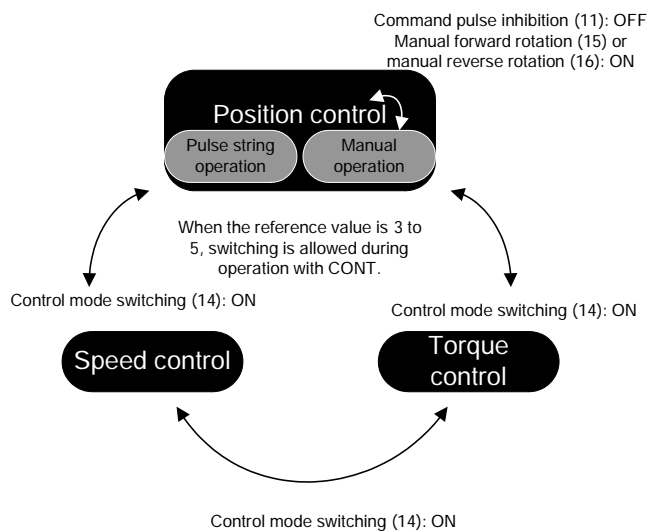 Command pulse inhibition (11): OFF
Manual forward rotation (15) or
manual reverse rotation (16): ON
Position control
Pulse string
operation
Manual
operation
When the reference value is 3 to
5, switching is allowed during
operation with CONT.
Control mode switching (14): ON
Control mode switching (14): ON
Speed control
Torque
control
Control mode switching (14): ON